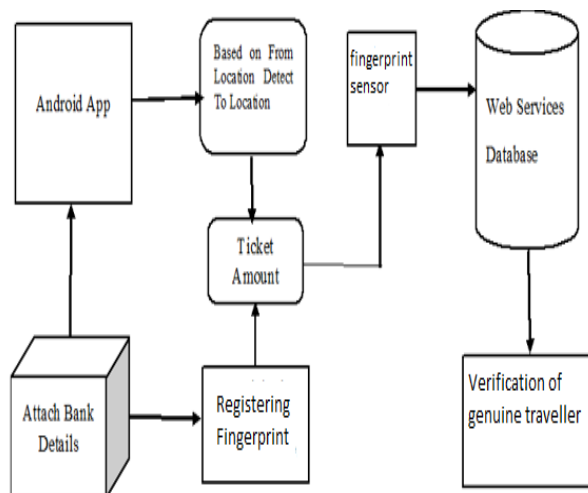 Android App
Based on From
Location Detect
To Location
fingerprint
sensor
Web Services
Database
Ticket
Amount
Attach Bank
Details
Registering
Fingerprint
Verification of
genuine traveller